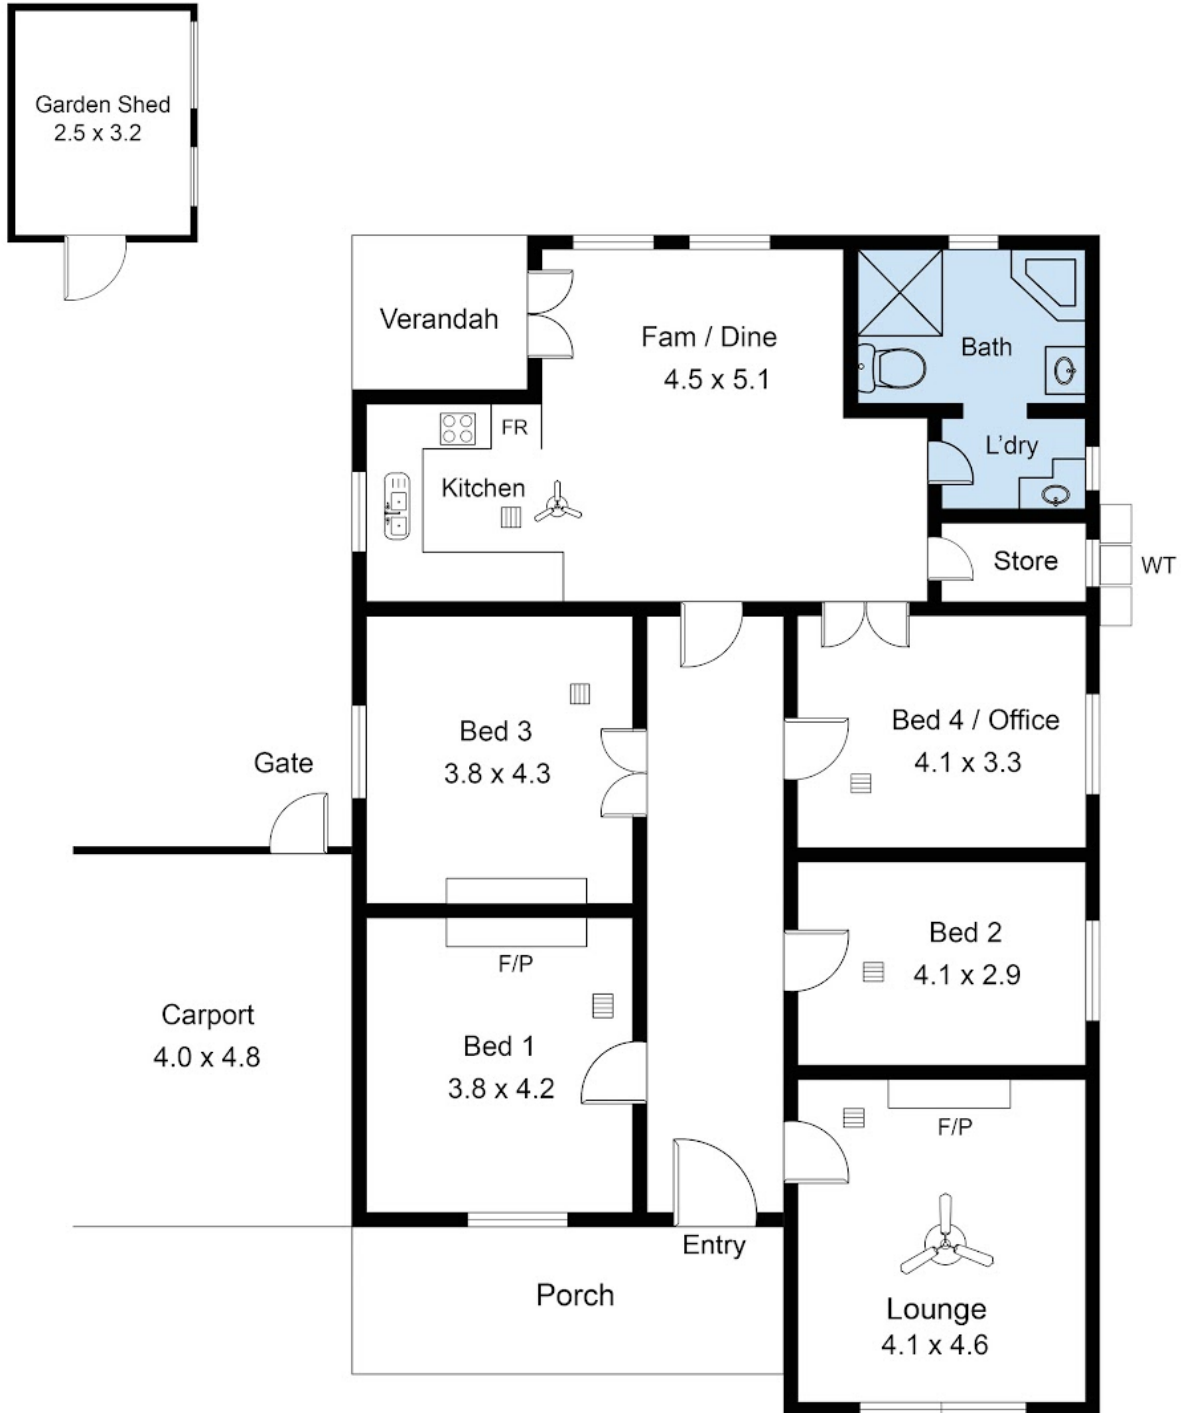 Garden Shed
2.5 x 3.2
Verandah
Fam / Dine
4.5 x 5.1
Bath
FR
L'dry
Kitchen
Store
WT
Bed 3
3.8 x 4.3
Bed 4 / Office
4.1 x 3.3
Gate
Bed 2
4.1 x 2.9
F/P
Carport
4.0 x 4.8
Bed 1
3.8 x 4.2
F/P
Entry
Porch
Lounge
4.1 x 4.6